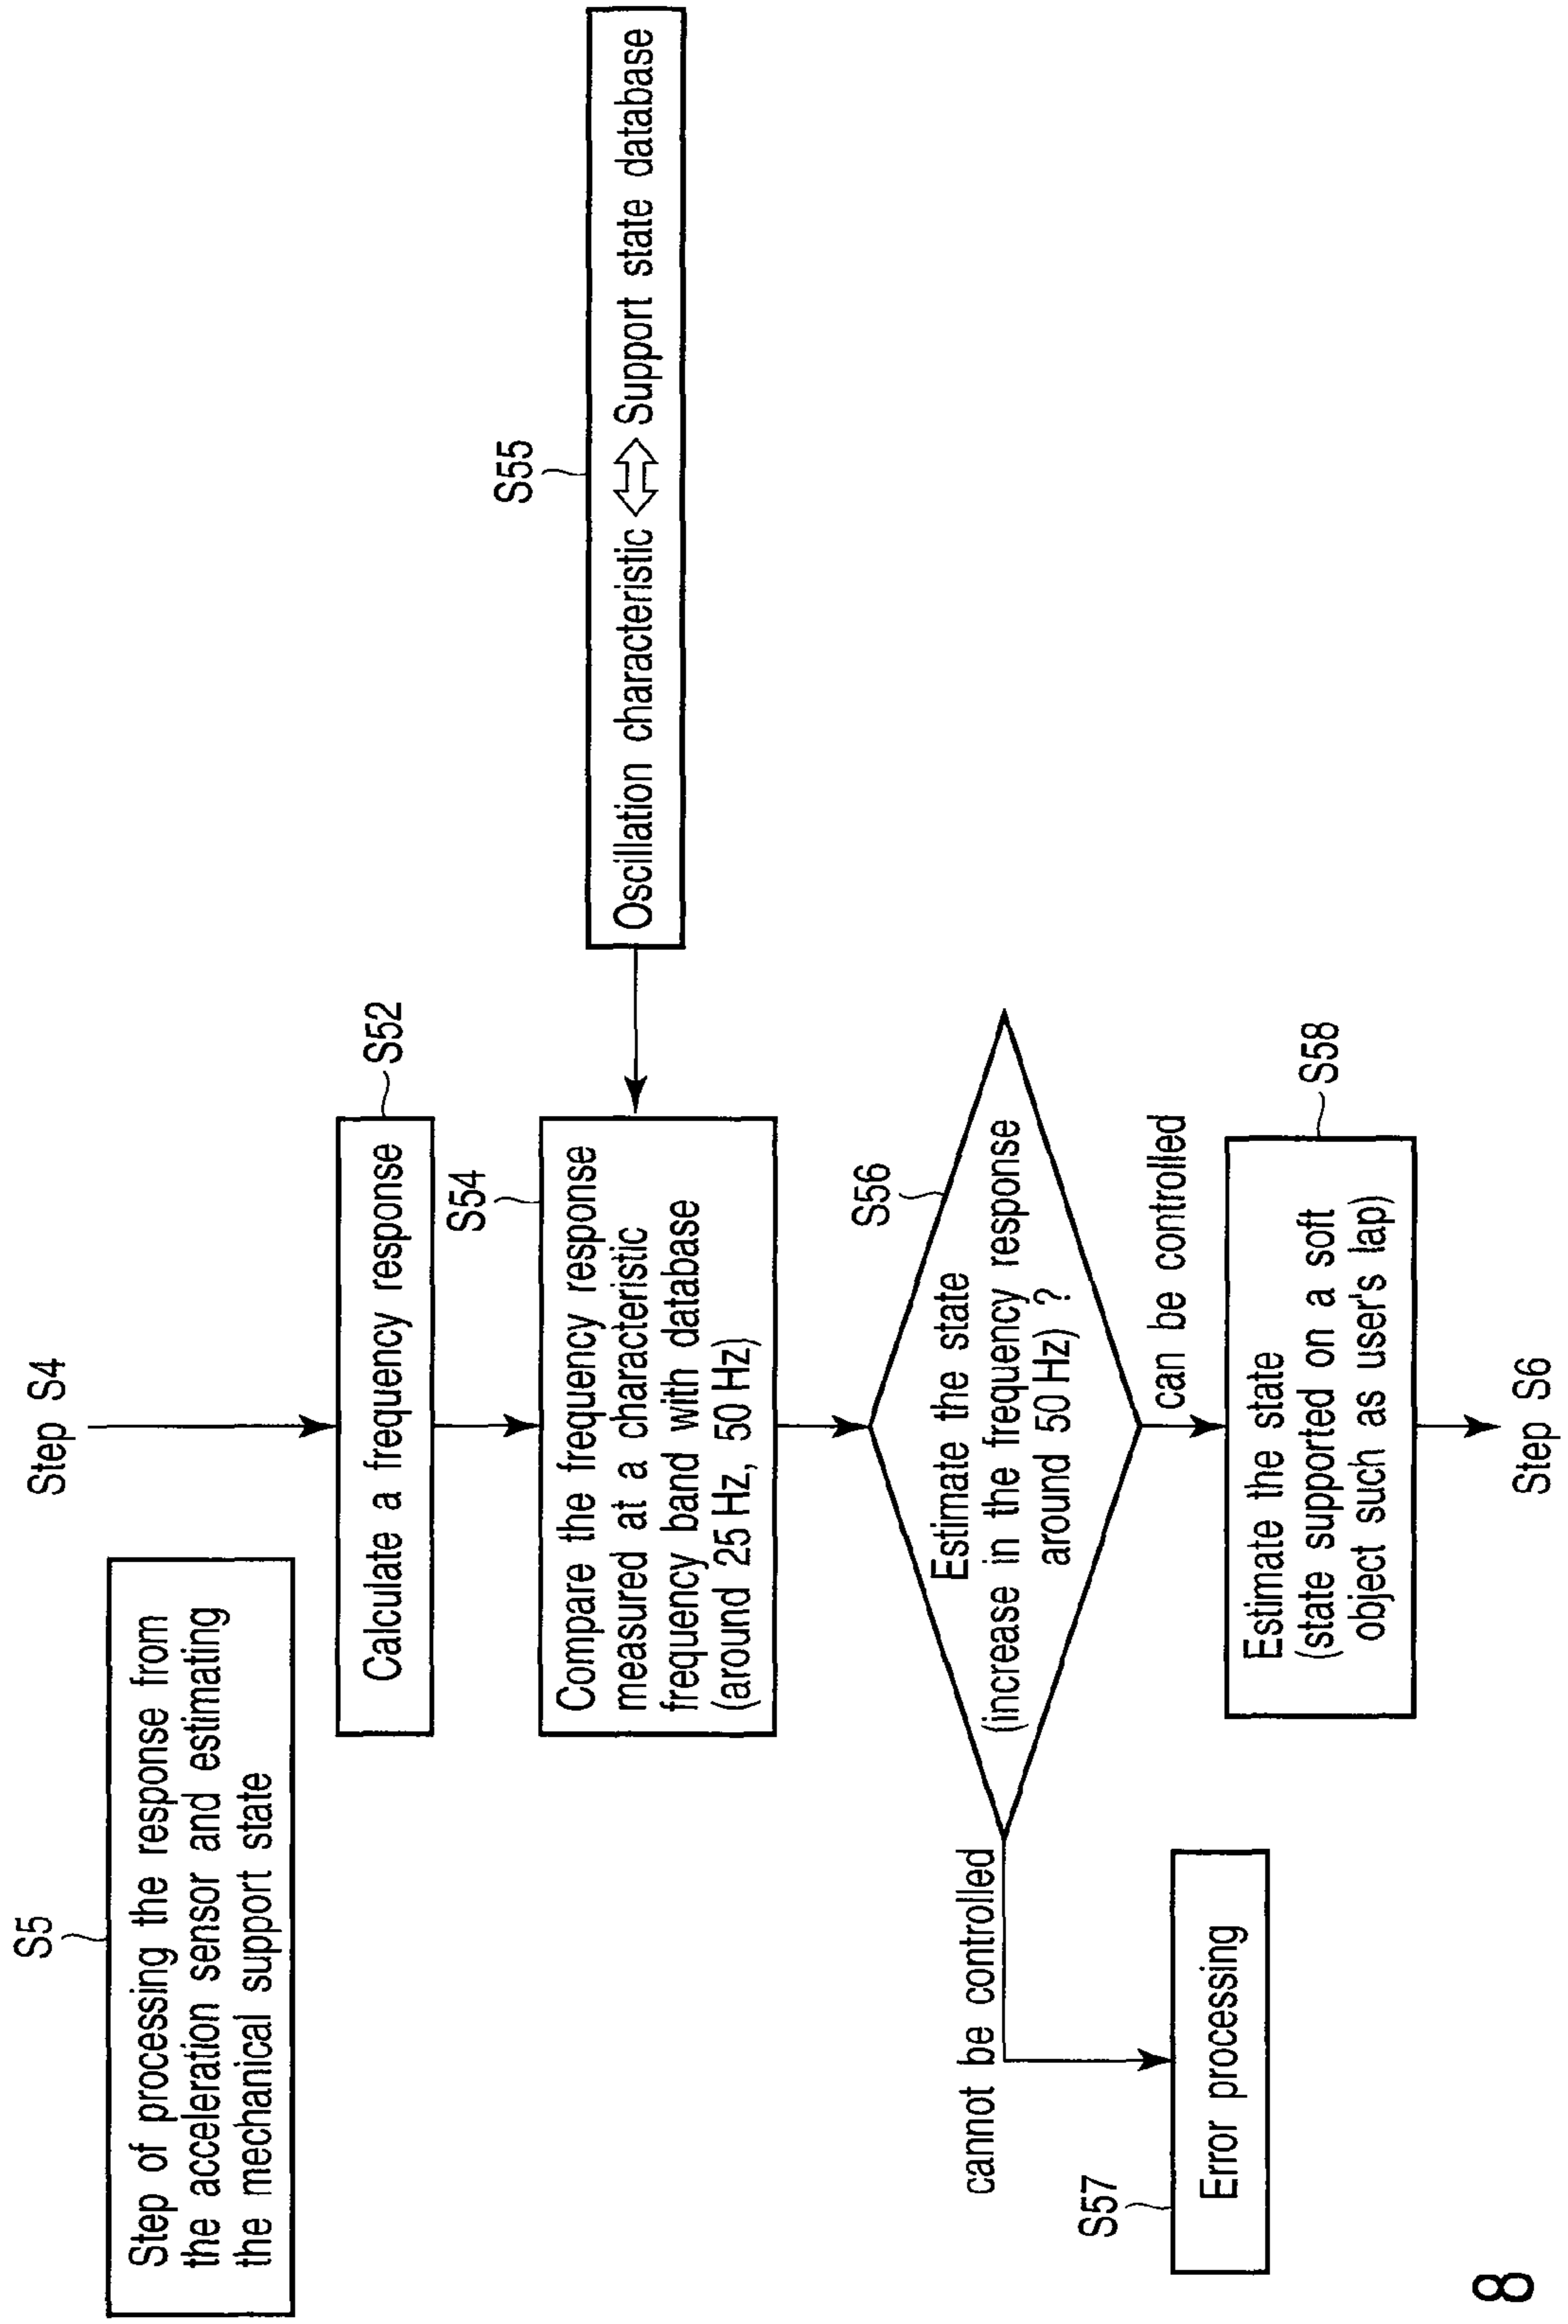 S5
Step of processing the response from
the acceleration sensor and estimating
the mechanical support state
Step S4
S52
Calculate a frequency response
S54
Compare the frequency response
measured at a characteristic
frequency band with database
(around 25 Hz, 50 Hz)
S55
Oscillation characteristic ⇔ Support state database
S56
Estimate the state
(increase in the frequency response
around 50 Hz) ?
cannot be controlled
can be controlled
S57
Error processing
S58
Estimate the state
(state supported on a soft
object such as user's lap)
Step S6
8